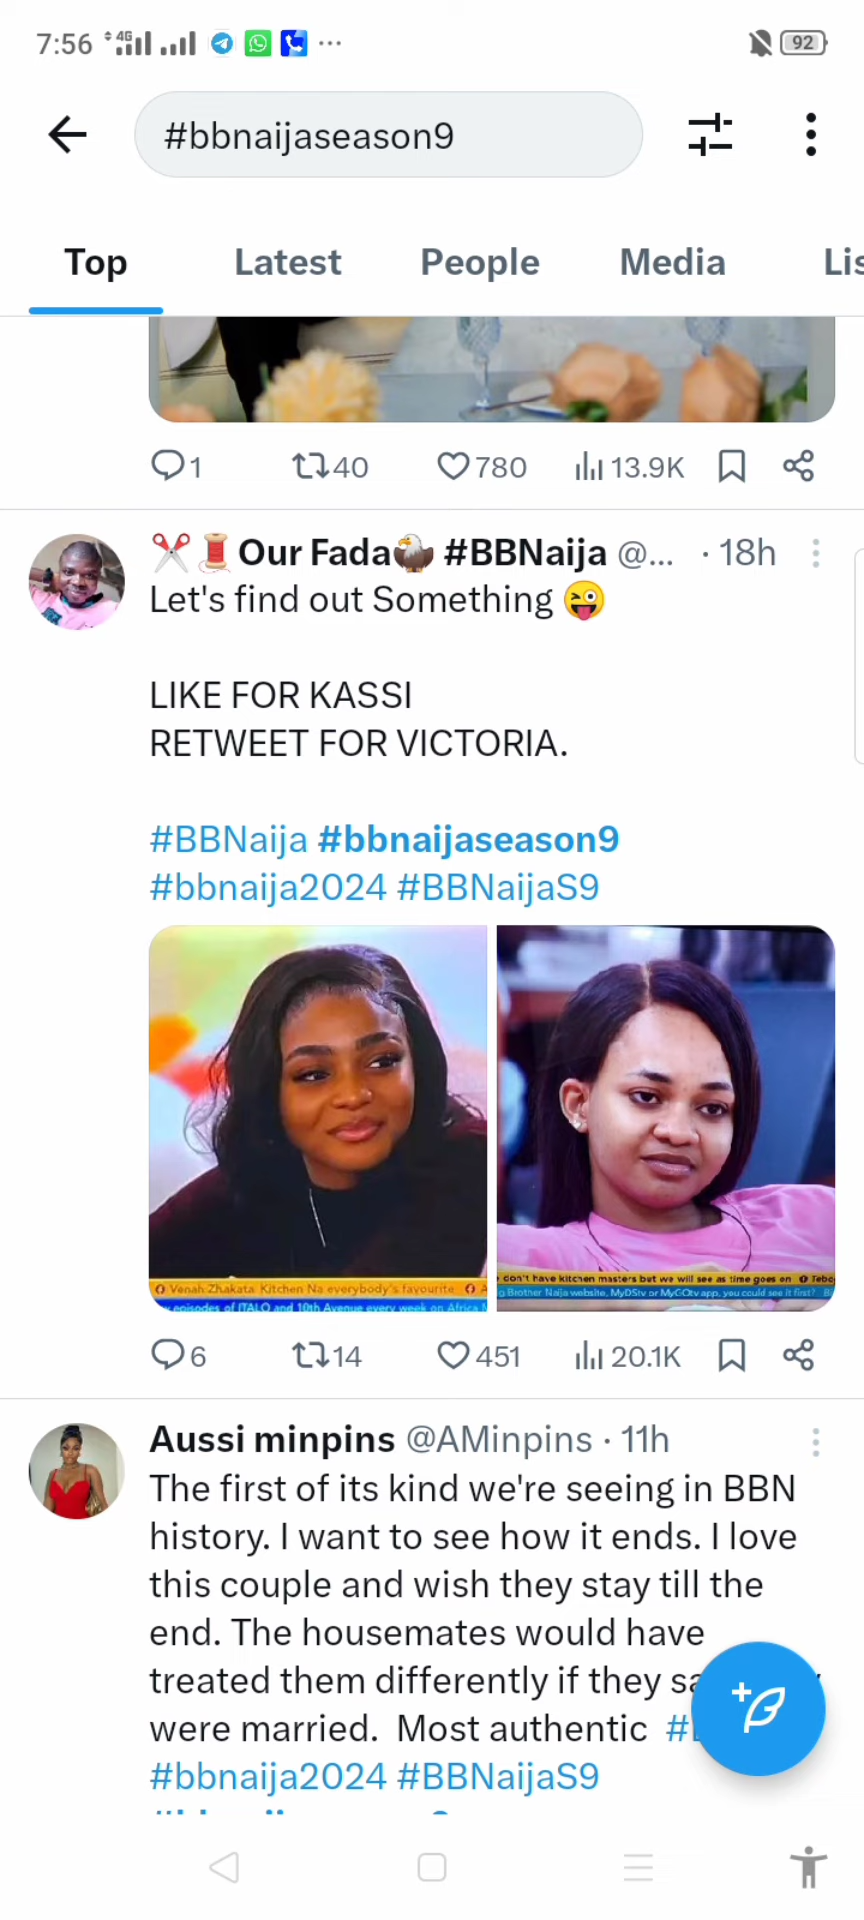 7:56 4G 92
#bbnaijaseason9
Top Latest People Media Lis
1 40 780 13.9K
Our Fada #BBNaija @... · 18h
Let's find out Something
LIKE FOR KASSI
RETWEET FOR VICTORIA.
#BBNaija #bbnaijaseason9
#bbnaija2024 #BBNaijaS9
Venah Zhakata Kitchen Na everybody's favourite
episodes of ITALO and 10th Avenue every week on Africa
don't have kitchen masters but we will see as time goes on Tebo
g Brother Naija website, MyDStv or MyGOtv app, you could see it first?
6 14 451 20.1K
Aussi minpins @AMinpins · 11h
The first of its kind we're seeing in BBN
history. I want to see how it ends. I love
this couple and wish they stay till the
end. The housemates would have
treated them differently if they
were married. Most authentic
#bbnaija2024 #BBNaijaS9